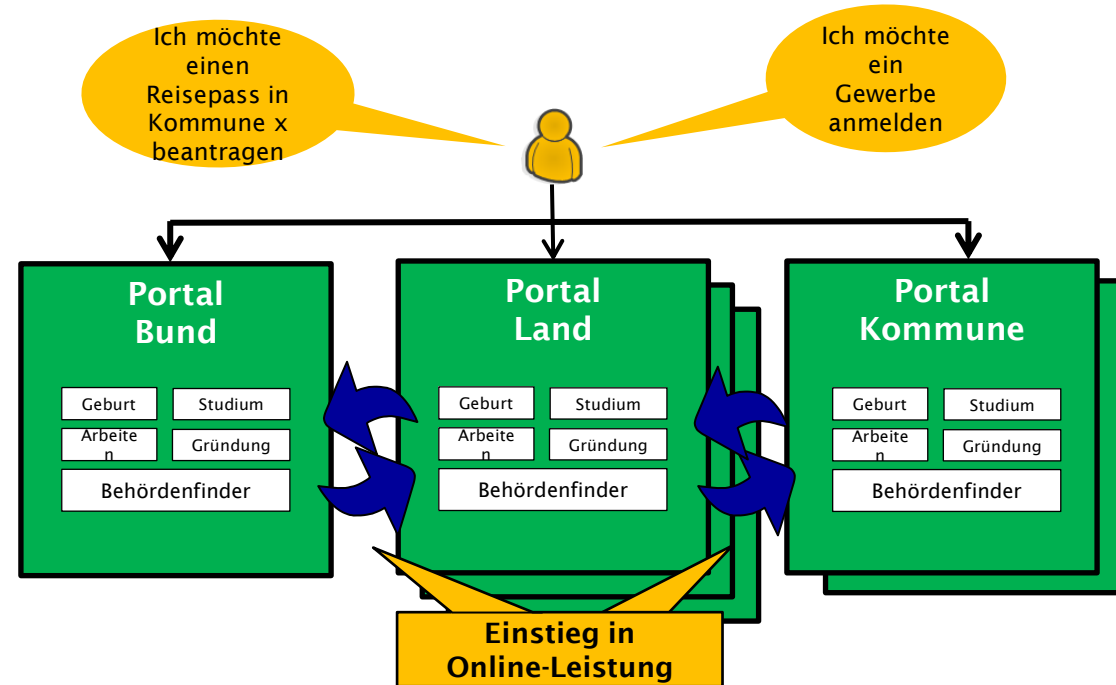 Ich möchte
einen
Reisepass in
Kommune x
beantragen
Ich möchte
ein
Gewerbe
anmelden
Portal
Bund
Geburt
Studium
Arbeite
n
Gründung
Behördenfinder
Portal
Land
Geburt
Studium
Arbeite
n
Gründung
Behördenfinder
Portal
Kommune
Geburt
Studium
Arbeite
n
Gründung
Behördenfinder
Einstieg in
Online-Leistung